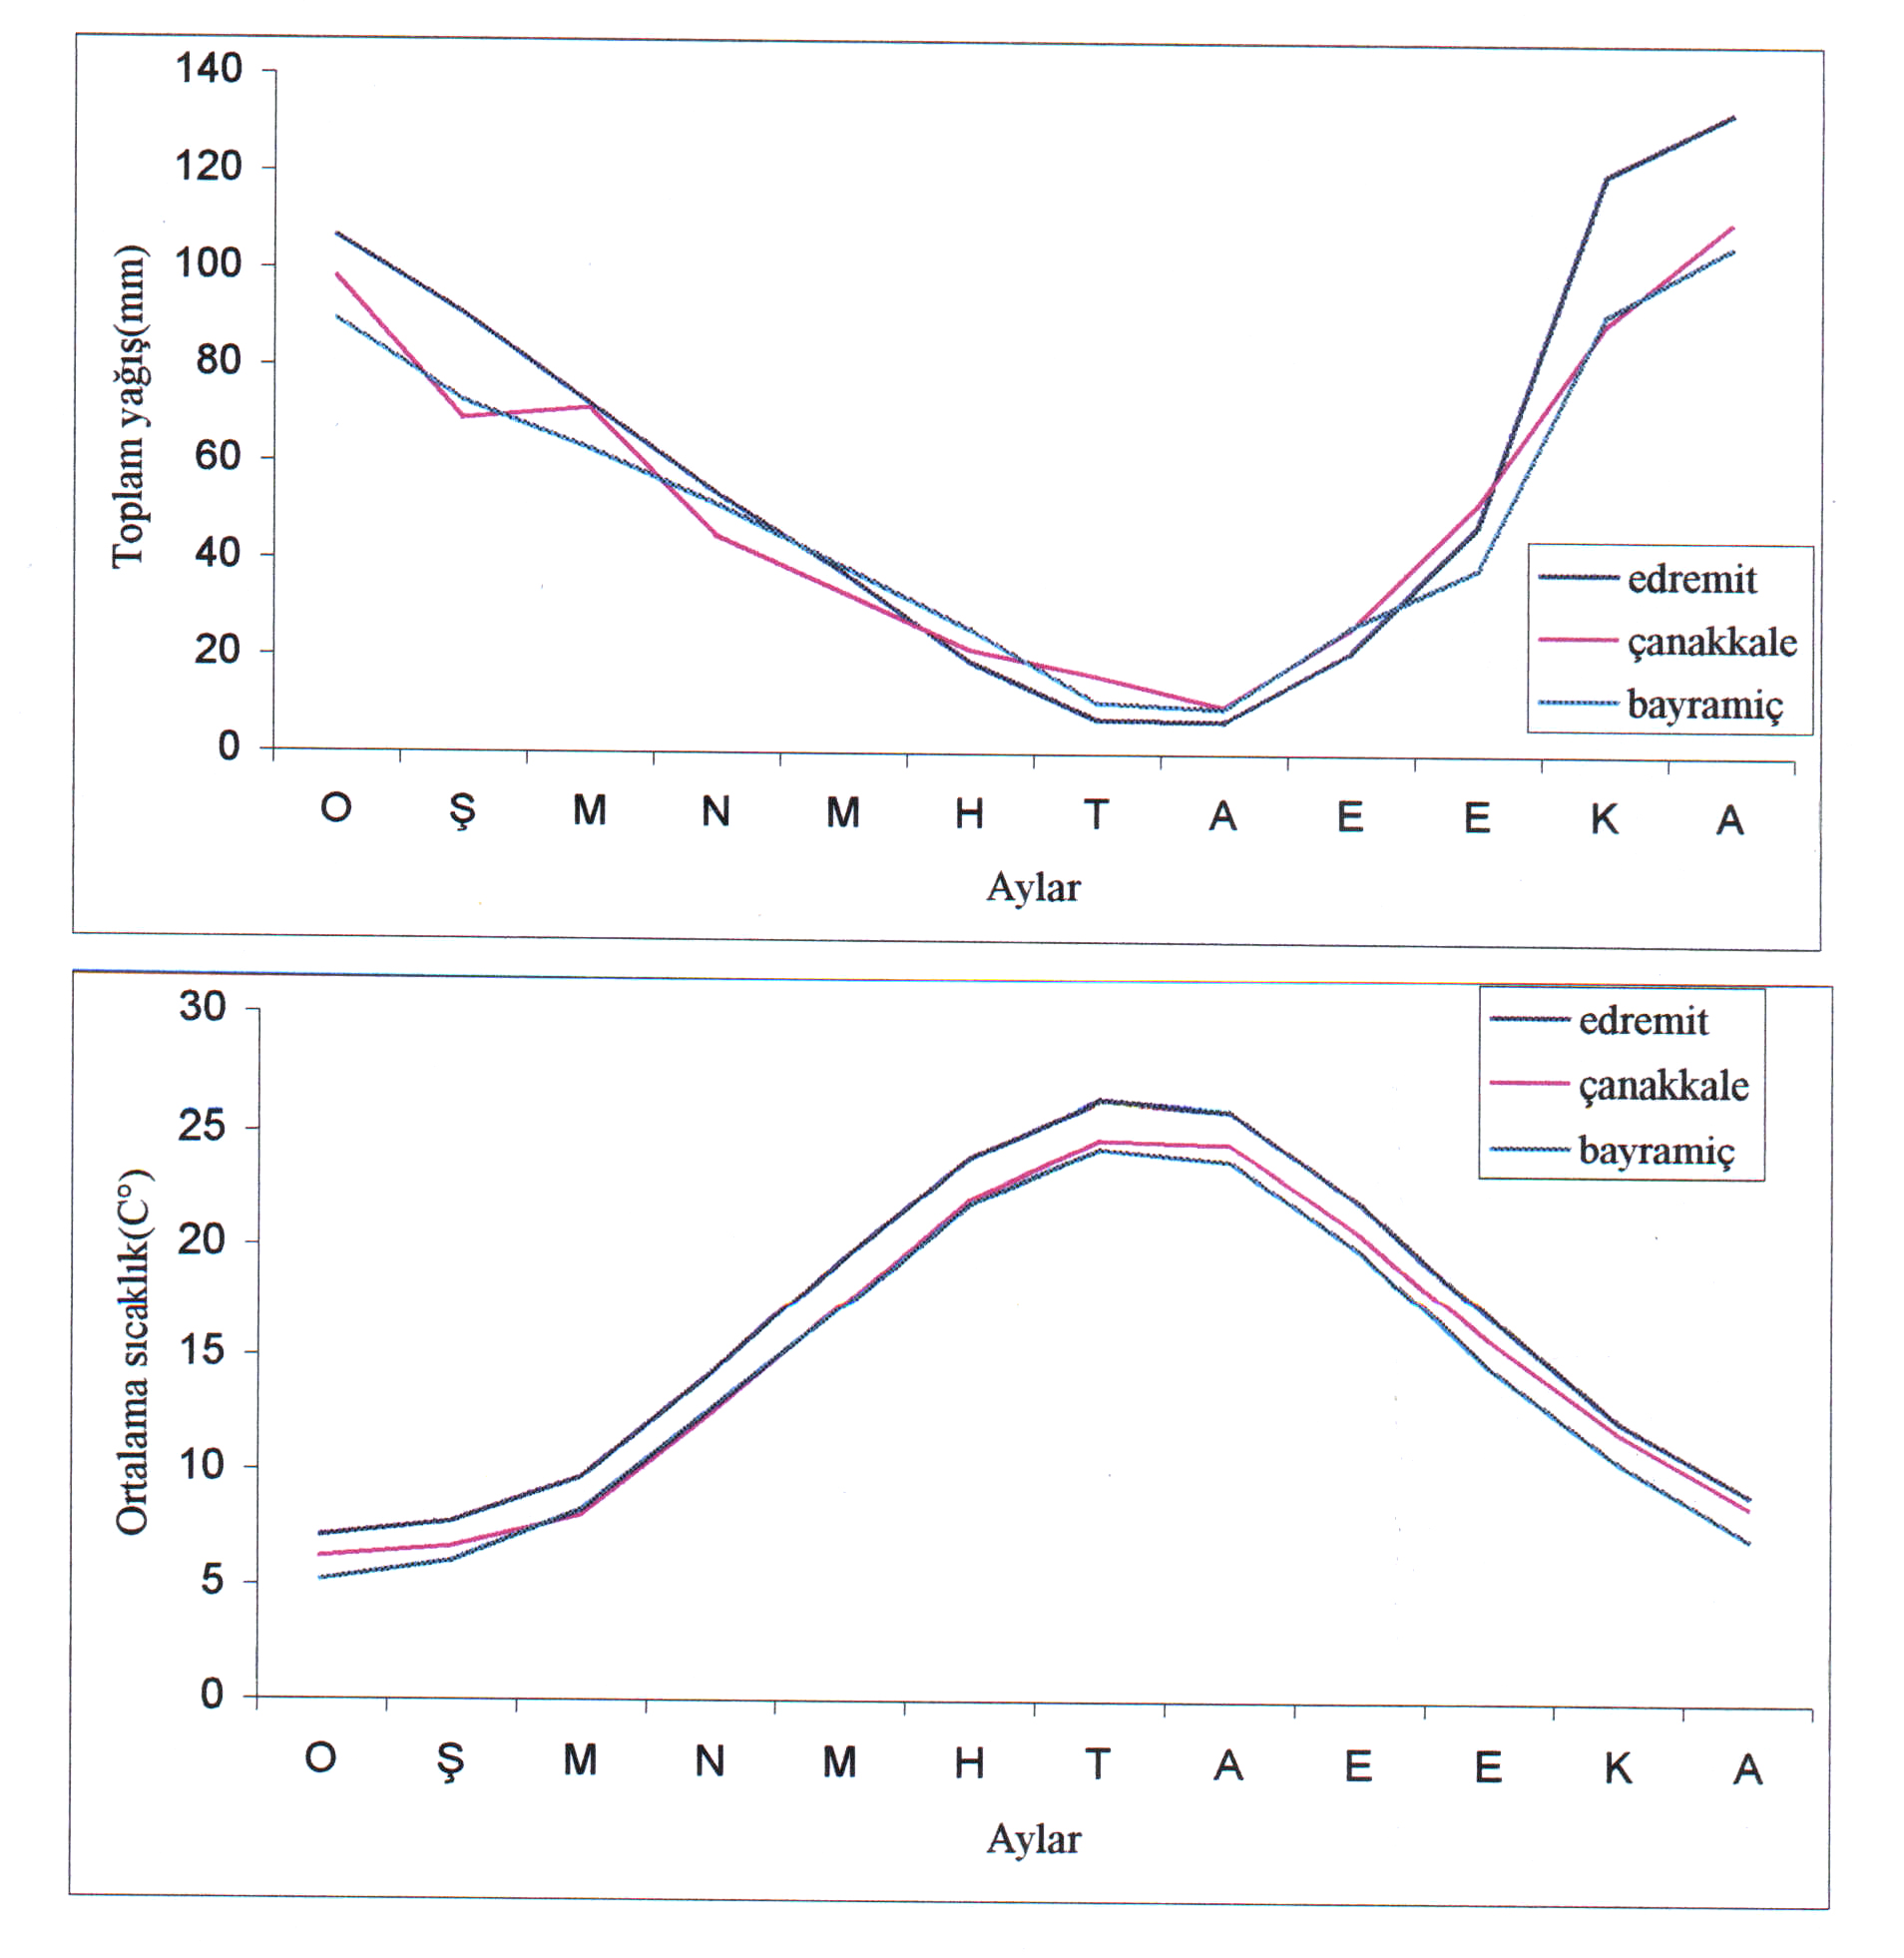 140
120
100
80
60
40
20
0
Toplam yağış(mm)
O Ş M N M H T A E E K A
Aylar
edremit
çanakkale
bayramiç
30
25
20
15
10
5
0
Ortalama sıcaklık(C°)
O Ş M N M H T A E E K A
Aylar
edremit
çanakkale
bayramiç